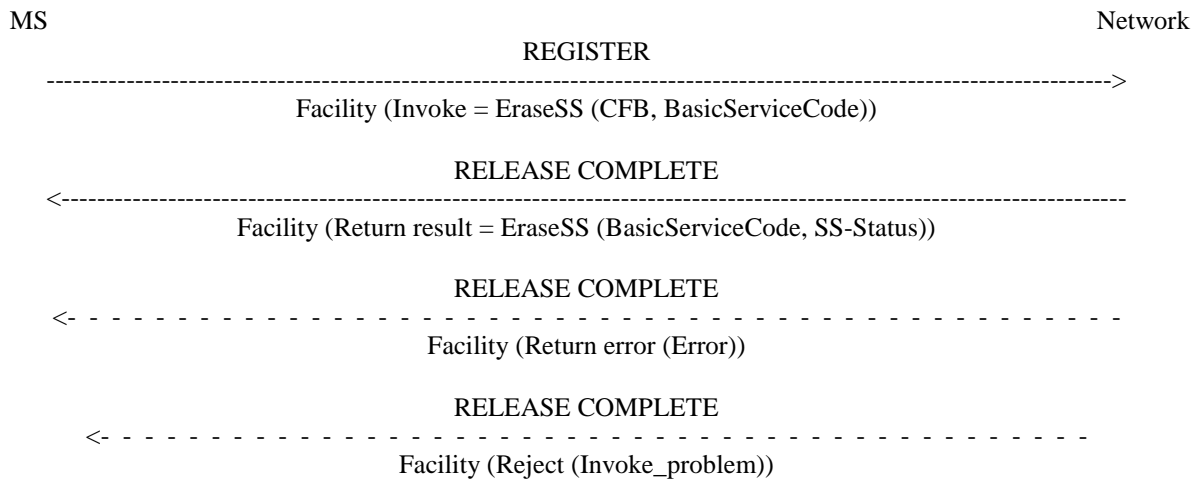 MS Network
REGISTER
Facility (Invoke = EraseSS (CFB, BasicServiceCode))
RELEASE COMPLETE
Facility (Return result = EraseSS (BasicServiceCode, SS-Status))
RELEASE COMPLETE
Facility (Return error (Error))
RELEASE COMPLETE
Facility (Reject (Invoke_problem))